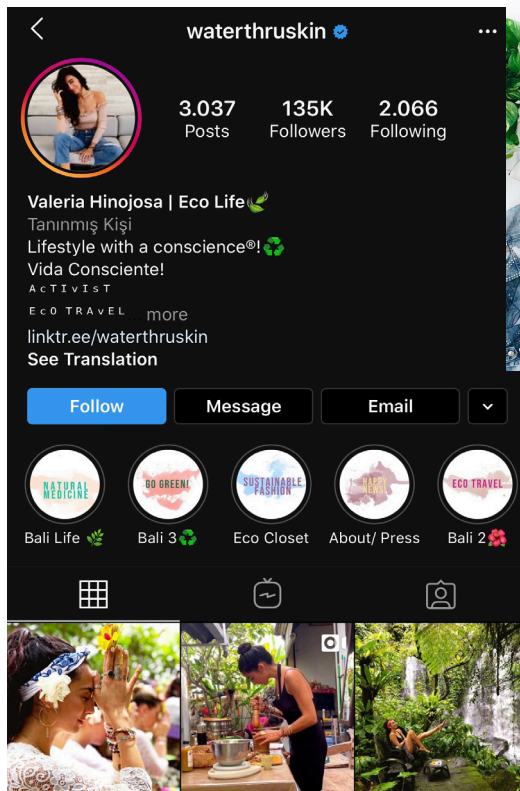 waterthruskin
3.037 135K 2.066
Posts Followers Following
Valeria Hinojosa | Eco Life
Tanınmış Kişi
Lifestyle with a conscience®!
Vida Consciente!
ᴬᶜᵀᴵᵛᴵˢᵀ
ᴱᶜᴼ ᵀᴿᴬᵛᴱᴸ... more
linktr.ee/waterthruskin
See Translation
Follow Message Email
NATURAL MEDICINE GO GREEN! SUSTAINABLE FASHION HAPPY NEWS! ECO TRAVEL
Bali Life Bali 3 Eco Closet About/ Press Bali 2